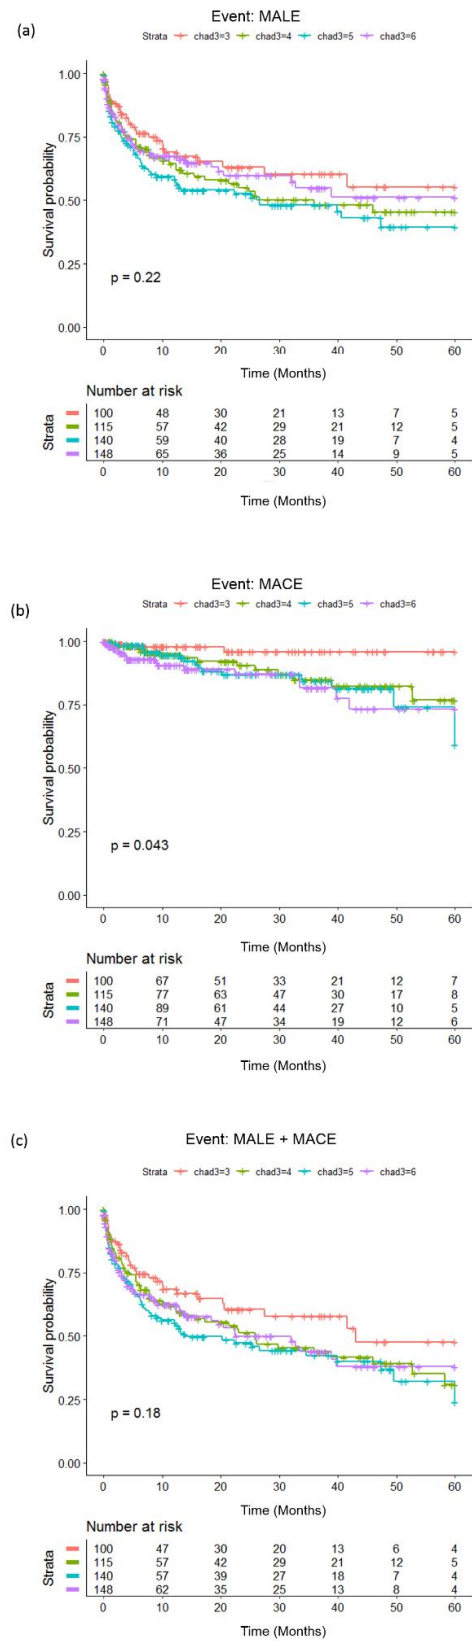 (a)
Event: MALE
Strata chad3=3 chad3=4 chad3=5 chad3=6
1.00
0.75
0.50
0.25
0.00
Survival probability
p = 0.22
0 10 20 30 40 50 60
Time (Months)
Number at risk
Strata
100 48 30 21 13 7 5
115 57 42 29 21 12 5
140 59 40 28 19 7 4
148 65 36 25 14 9 5
0 10 20 30 40 50 60
Time (Months)
(b)
Event: MACE
Strata chad3=3 chad3=4 chad3=5 chad3=6
1.00
0.75
0.50
0.25
0.00
Survival probability
p = 0.043
0 10 20 30 40 50 60
Time (Months)
Number at risk
Strata
100 67 51 33 21 12 7
115 77 63 47 30 17 8
140 89 61 44 27 10 5
148 71 47 34 19 12 6
0 10 20 30 40 50 60
Time (Months)
(c)
Event: MALE + MACE
Strata chad3=3 chad3=4 chad3=5 chad3=6
1.00
0.75
0.50
0.25
0.00
Survival probability
p = 0.18
0 10 20 30 40 50 60
Time (Months)
Number at risk
Strata
100 47 30 20 13 6 4
115 57 42 29 21 12 5
140 57 39 27 18 7 4
148 62 35 25 13 8 4
0 10 20 30 40 50 60
Time (Months)